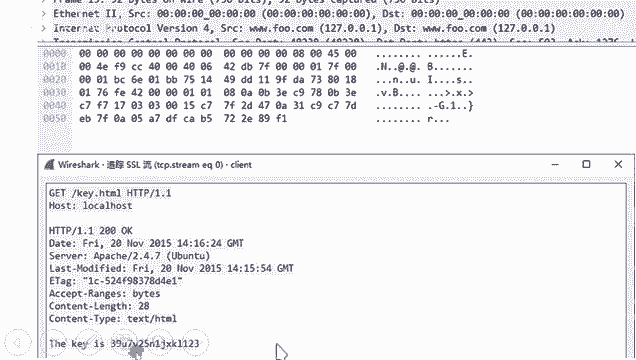 bytes on wire bits), 92 bytes captured bits)
> Ethernet II, Src: 00:00:00_00:00:00 (00:00:00:00:00:00), Dst: 00:00:00_00:00:00 (00:00:00:00:00:00)
> Internet Protocol Version 4, Src: www.foo.com (127.0.0.1), Dst: www.foo.com (127.0.0.1)
0000 00 00 00 00 00 00 00 00 00 00 00 00 08 00 45 00 ........ ......E.
0010 00 4e f9 cc 40 00 40 06 42 db 7f 00 00 01 7f 00 .N..@.@. B.......
0020 00 01 bc 6e 01 bb 75 14 49 dd 11 9f da 73 80 18 ...n..u. I....s..
0030 01 76 fe 42 00 00 01 01 08 0a 0b 3e c9 78 0b 3e .v.B.... ...>.x.>
0040 c7 f7 17 03 03 00 15 c7 7f 2d 47 0a 31 c9 c7 7d ........ .-G.1..}
0050 eb 7f 0a 05 a7 df ca b5 72 2e 89 f1 ........ r...
Wireshark · 追踪 SSL 流 (tcp.stream eq 0) · client
GET /key.html HTTP/1.1
Host: localhost
HTTP/1.1 200 OK
Date: Fri, 20 Nov 2015 14:16:24 GMT
Server: Apache/2.4.7 (Ubuntu)
Last-Modified: Fri, 20 Nov 2015 14:15:54 GMT
ETag: "1c-524f98378d4e1"
Accept-Ranges: bytes
Content-Length: 28
Content-Type: text/html
The key is 39u7v25n1jxkl123